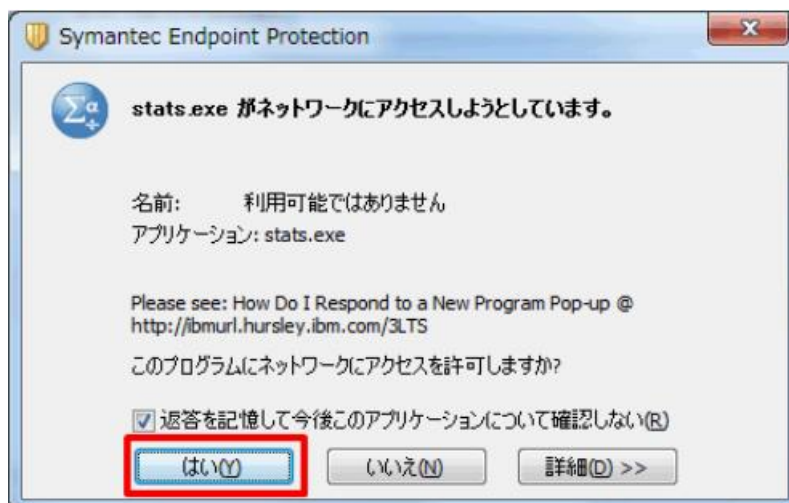 Symantec Endpoint Protection
stats.exe がネットワークにアクセスしようとしています。
名前: 利用可能ではありません
アプリケーション: stats.exe
Please see: How Do I Respond to a New Program Pop-up @
http://ibmurl.hursley.ibm.com/3LTS
このプログラムにネットワークにアクセスを許可しますか?
返答を記憶して今後このアプリケーションについて確認しない(R)
はい(Y) いいえ(N) 詳細(D) >>